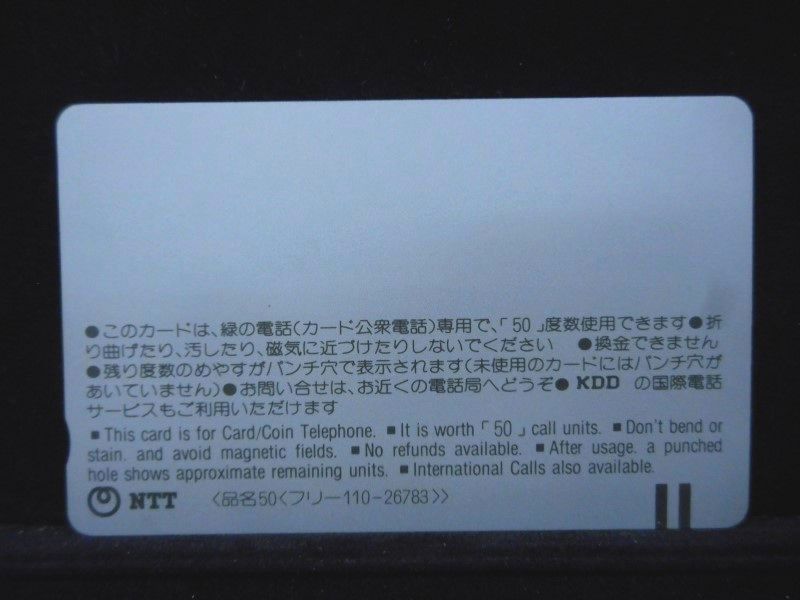 ●このカードは、緑の電話(カード公衆電話)専用で、「50」度数使用できます●折
り曲げたり、汚したり、磁気に近づけたりしないでください ●換金できません
●残り度数のめやすがパンチ穴で表示されます(未使用のカードにはパンチ穴が
あいていません)●お問い合せは、お近くの電話局へどうぞ● KDD の国際電話
サービスもご利用いただけます
■ This card is for Card/Coin Telephone. ■ It is worth「50」call units. ■ Don't bend or
stain. and avoid magnetic fields. ■ No refunds available. ■ After usage. a punched
hole shows approximate remaining units. ■ International Calls also available.
NTT 〈品名50〈フリー110-26783〉〉